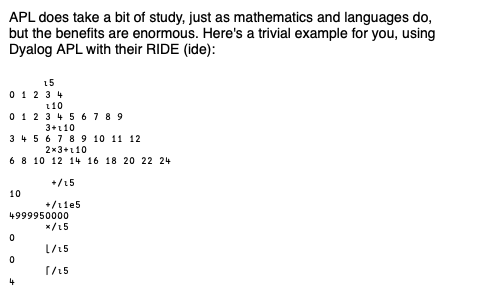 APL does take a bit of study, just as mathematics and languages do,
but the benefits are enormous. Here's a trivial example for you, using
Dyalog APL with their RIDE (ide):
⍳5
0 1 2 3 4
⍳10
0 1 2 3 4 5 6 7 8 9
3+⍳10
3 4 5 6 7 8 9 10 11 12
2×3+⍳10
6 8 10 12 14 16 18 20 22 24
+/⍳5
10
+/⍳1e5
4999950000
×/⍳5
0
⌊/⍳5
0
⌈/⍳5
4